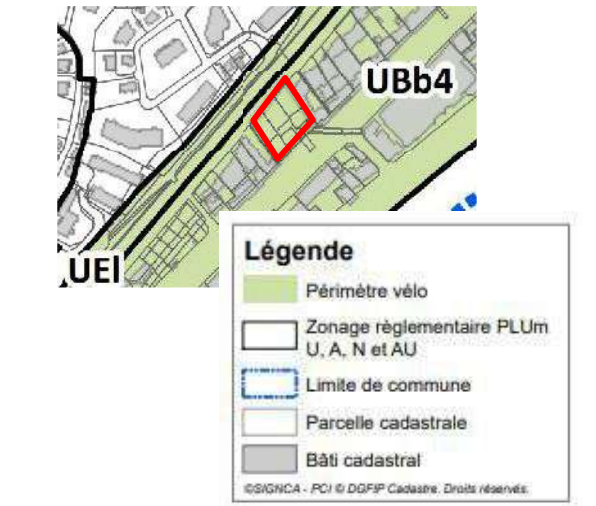 UBb4
UEl
Légende
Périmètre vélo
Zonage règlementaire PLUm
U, A, N et AU
Limite de commune
Parcelle cadastrale
Bâti cadastral
©SIGNCA - PCI © DGFIP Cadastre. Droits réservés.